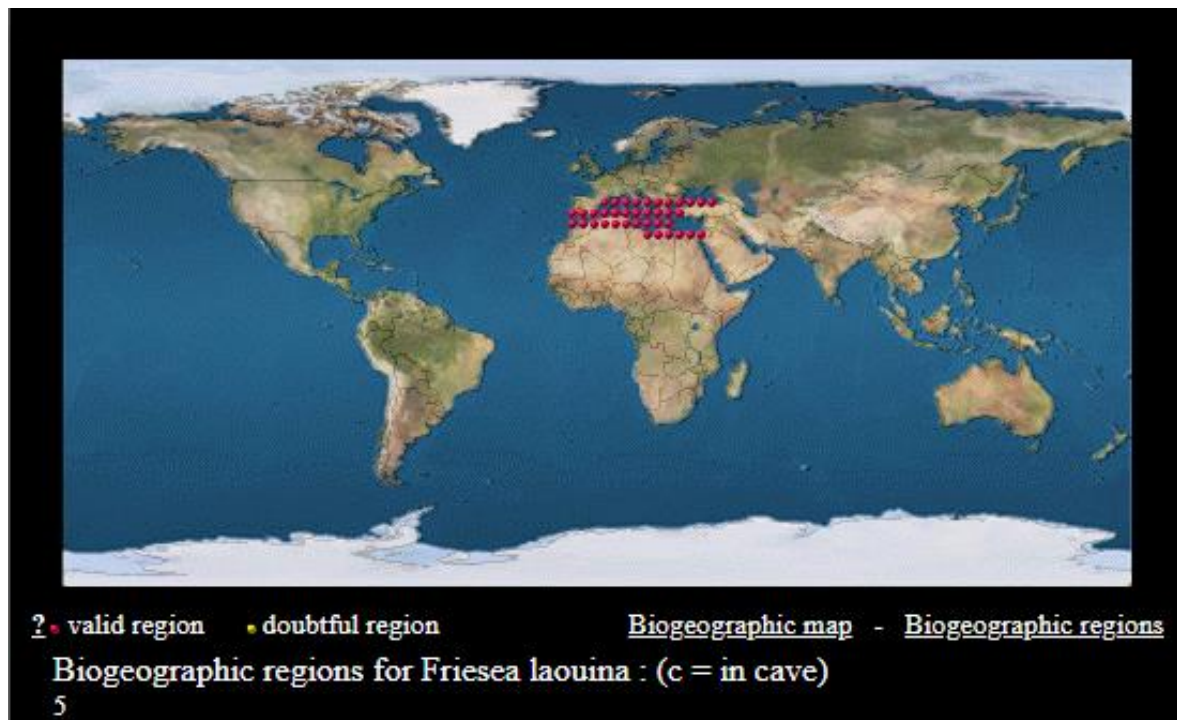 ? valid region doubtful region Biogeographic map - Biogeographic regions
Biogeographic regions for Friesea laouina : (c = in cave)
5